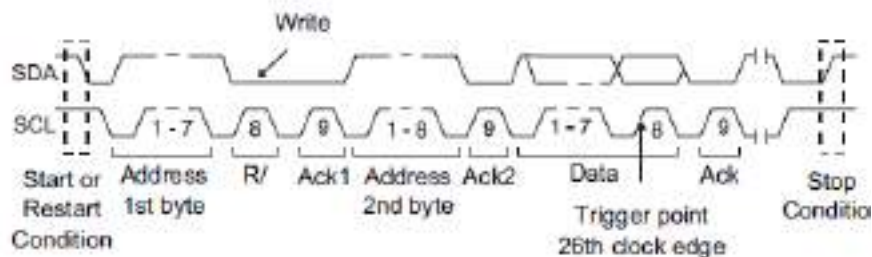 Write
SDA
SCL
1 - 7
8
9
1 - 8
9
1 - 7
8
9
Start or
Restart
Condition
Address
1st byte
R/
Ack1
Address
2nd byte
Ack2
Data
Ack
Trigger point
26th clock edge
Stop
Condition